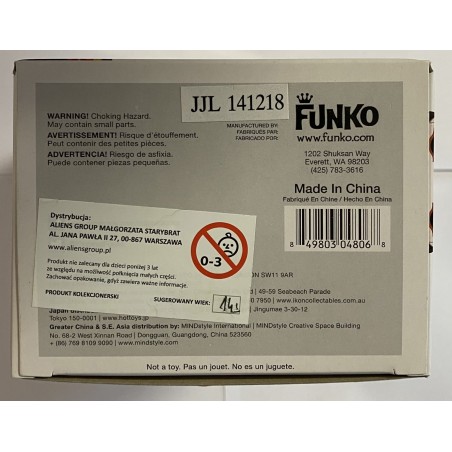 JJL 141218
WARNING! Choking Hazard.
May contain small parts.
AVERTISSEMENT! Risque d'étouffement.
Peut contenir des petites pièces.
ADVERTENCIA! Riesgo de asfixia.
Puede contener piezas pequeñas.
MANUFACTURED BY:
FABRIQUÉ PAR:
FABRICADO POR:
FUNKO
www.funko.com
1202 Shuksan Way
Everett, WA 98203
(425) 783-3616
Made In China
Fabriqué En Chine / Hecho En China
8 49803 04806 8
Dystrybucja:
ALIENS GROUP MAŁGORZATA STARYBRAT
AL. JANA PAWŁA II 27, 00-867 WARSZAWA
www.aliensgroup.pl
0-3
Produkt nie zalecany dla dzieci poniżej 3 lat
ze względu na możliwość połknięcia małych części.
Zachować opakowanie, gdyż zawiera ważne informacje.
PRODUKT KOLEKCJONERSKI
SUGEROWANY WIEK:
SW11 9AR
49/59 Seabeach Parade
7950 | www.ikoncollectables.com.au
Jingumae 3-30-12
Tokyo 150-0001 | www.hottoys.jp
Greater China & S.E. Asia distribution by: MINDstyle International | MINDstyle Creative Space Building
No. 68-2 West Xinnan Road | Dongguan, Guangdong, China 523560
+ (86) 769 8109 9090 | www.mindstyle.com
Not a toy. Pas un jouet. No es un juguete.